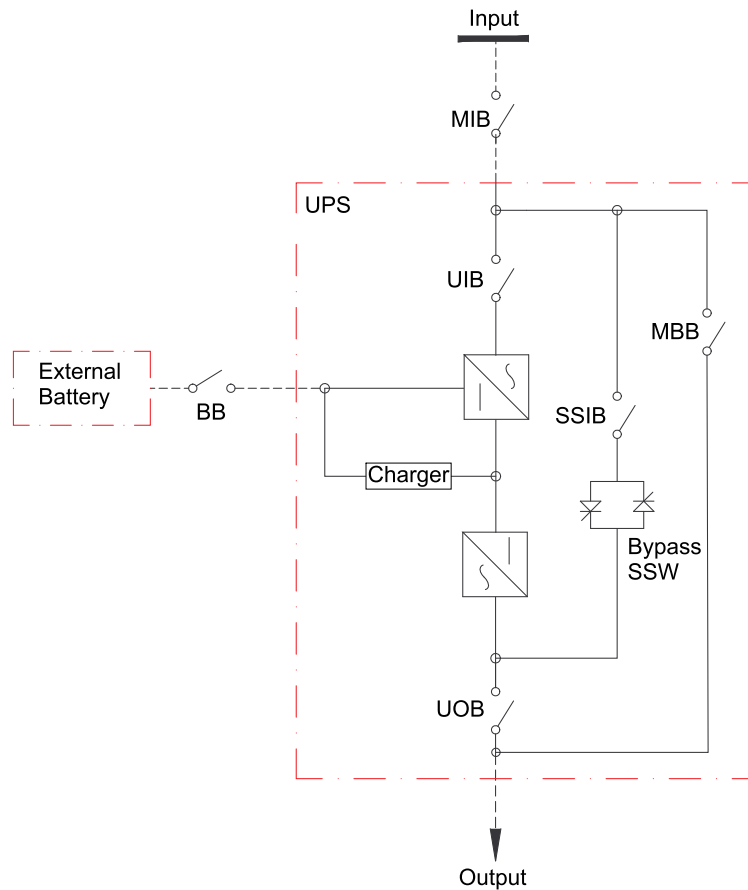 Input
MIB
UPS
UIB
MBB
External
Battery
BB
SSIB
Charger
Bypass
SSW
UOB
Output